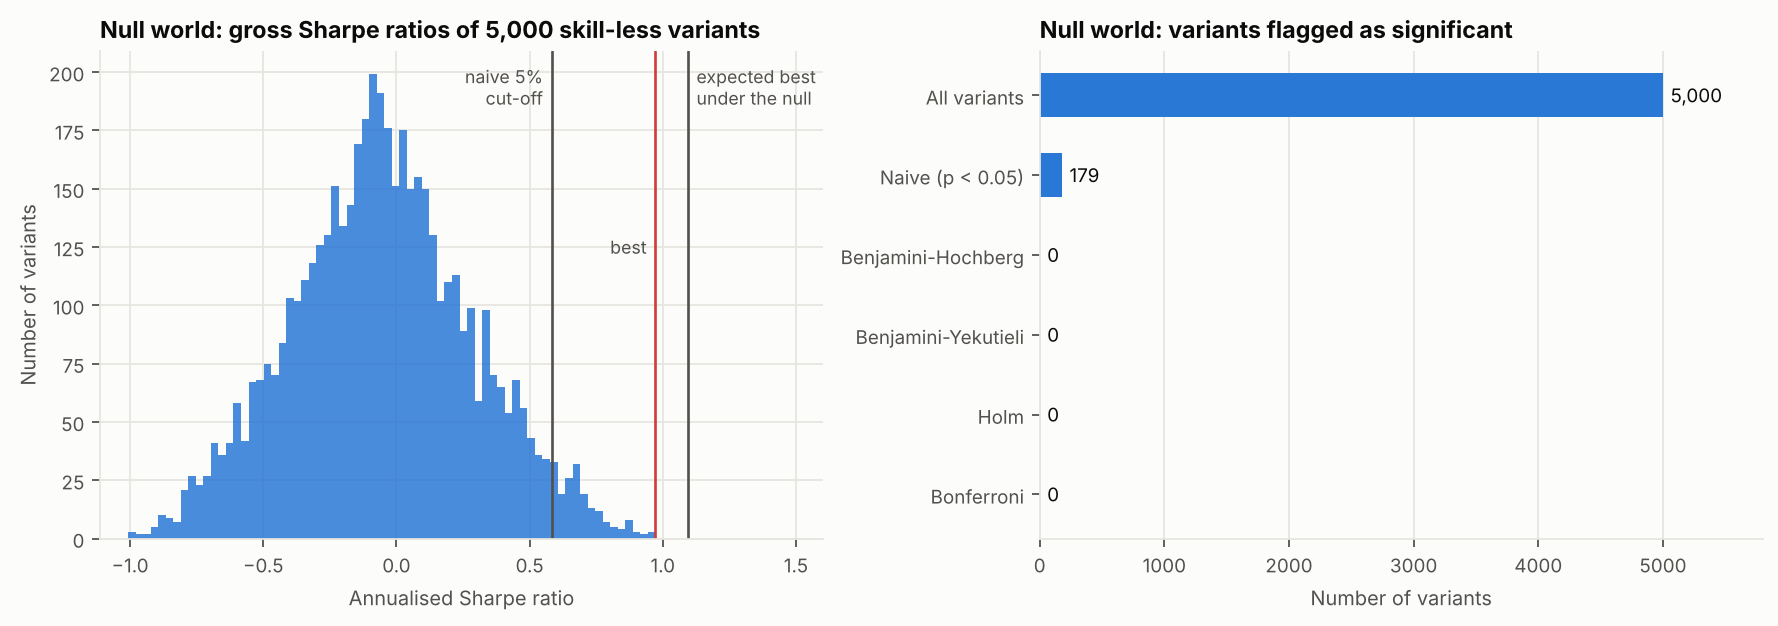 Null world: gross Sharpe ratios of 5,000 skill-less variants
naive 5%
cut-off
expected best
under the null
best
200
175
150
125
100
75
50
25
0
Number of variants
−1.0
−0.5
0.0
0.5
1.0
1.5
Annualised Sharpe ratio
Null world: variants flagged as significant
All variants
5,000
Naive (p < 0.05)
179
Benjamini-Hochberg
0
Benjamini-Yekutieli
0
Holm
0
Bonferroni
0
0
1000
2000
3000
4000
5000
Number of variants